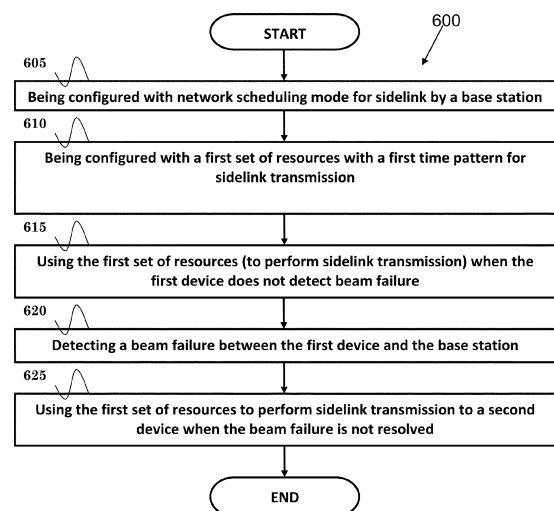 START
600
605
Being configured with network scheduling mode for sidelink by a base station
610
Being configured with a first set of resources with a first time pattern for
sidelink transmission
615
Using the first set of resources (to perform sidelink transmission) when the
first device does not detect beam failure
620
Detecting a beam failure between the first device and the base station
625
Using the first set of resources to perform sidelink transmission to a second
device when the beam failure is not resolved
END